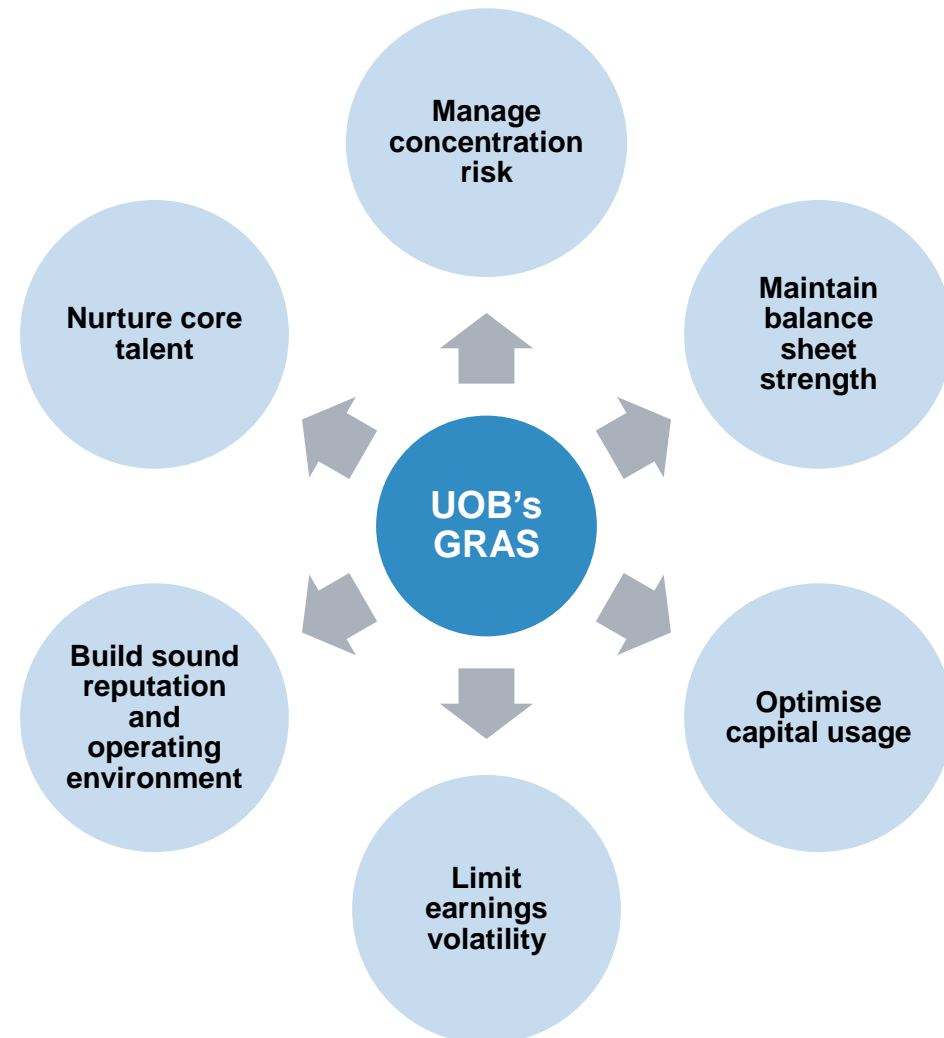 Manage
concentration
risk
Maintain
balance
sheet
strength
Nurture core
talent
UOB's
GRAS
Build sound
reputation
and
operating
environment
Optimise
capital usage
Limit
earnings
volatility